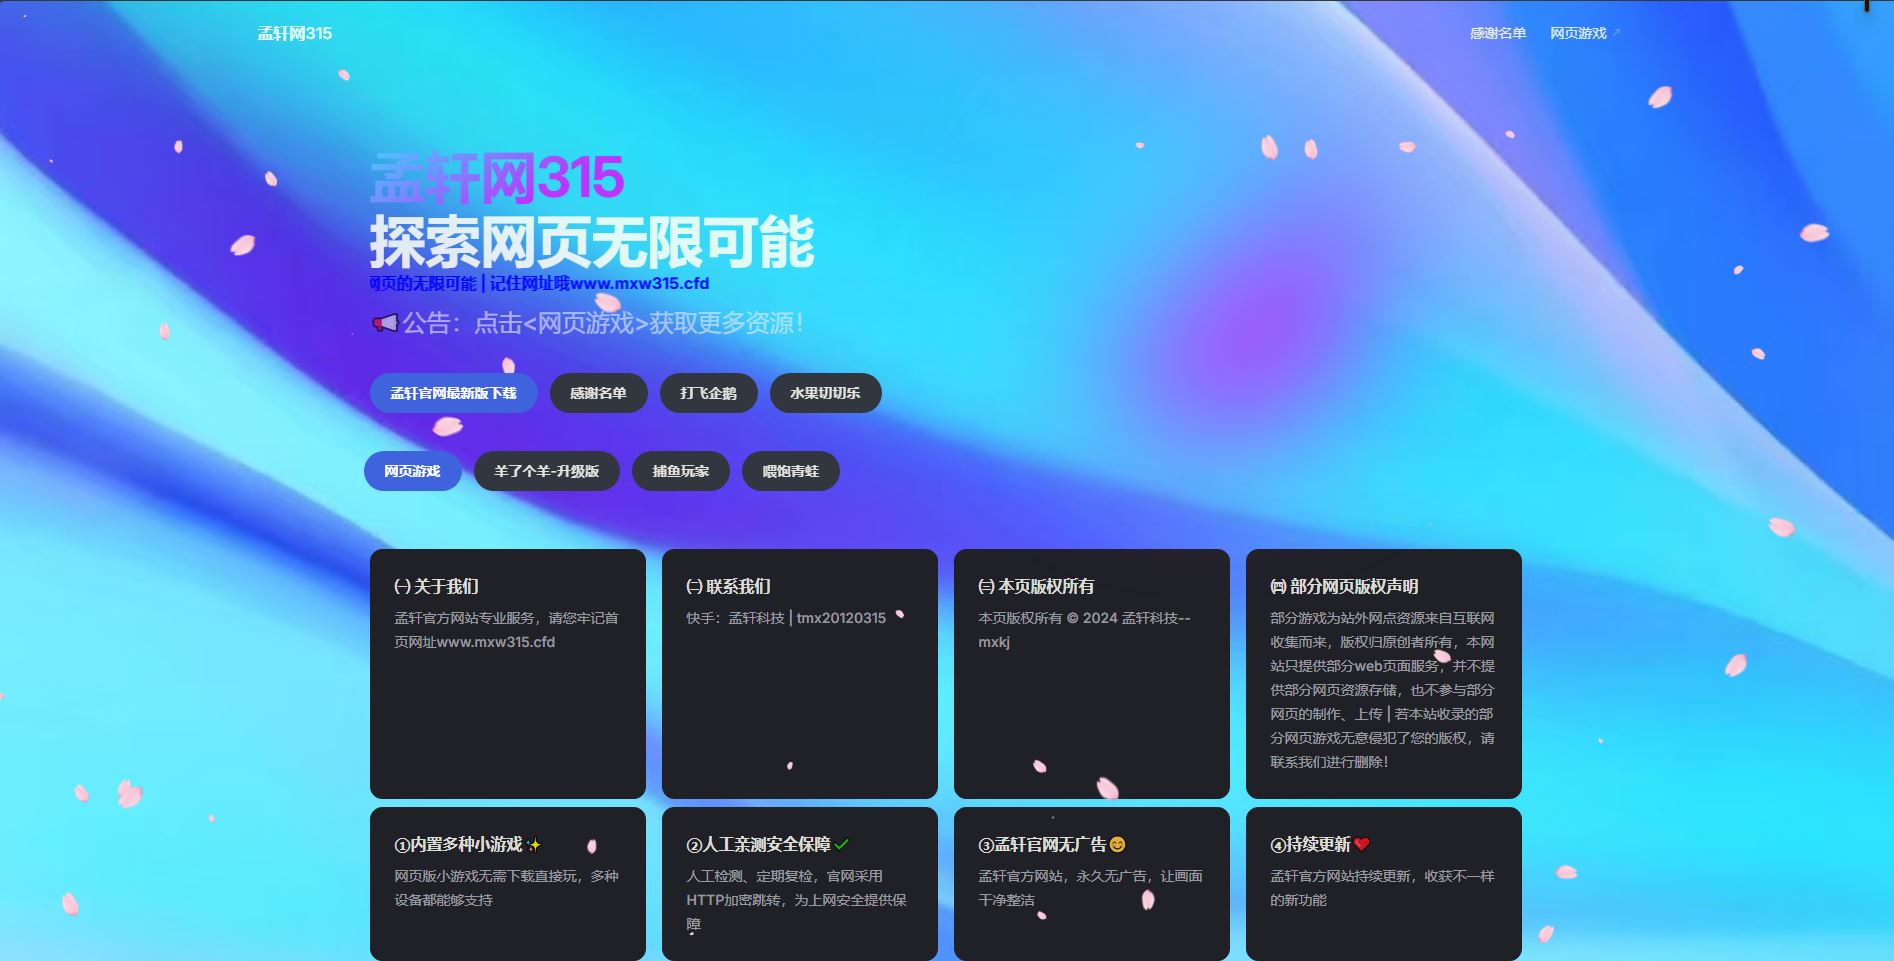 孟轩网315
感谢名单
网页游戏
孟轩网315
探索网页无限可能
网页的无限可能 | 记住网址哦www.mxw315.cfd
📢公告：点击<网页游戏>获取更多资源！
孟轩官网最新版下载
感谢名单
打飞企鹅
水果切切乐
网页游戏
羊了个羊-升级版
捕鱼玩家
喂饱青蛙
㈠ 关于我们
孟轩官方网站专业服务，请您牢记首
页网址www.mxw315.cfd
㈡ 联系我们
快手：孟轩科技 | tmx20120315
㈢ 本页版权所有
本页版权所有 © 2024 孟轩科技--
mxkj
㈣ 部分网页版权声明
部分游戏为站外网点资源来自互联网
收集而来，版权归原创者所有，本网
站只提供部分web页面服务，并不提
供部分网页资源存储，也不参与部分
网页的制作、上传 | 若本站收录的部
分网页游戏无意侵犯了您的版权，请
联系我们进行删除！
①内置多种小游戏✨
网页版小游戏无需下载直接玩，多种
设备都能够支持
②人工亲测安全保障✅
人工检测、定期复检，官网采用
HTTP加密跳转，为上网安全提供保
障
③孟轩官网无广告😊
孟轩官方网站，永久无广告，让画面
干净整洁
④持续更新❤️
孟轩官方网站持续更新，收获不一样
的新功能